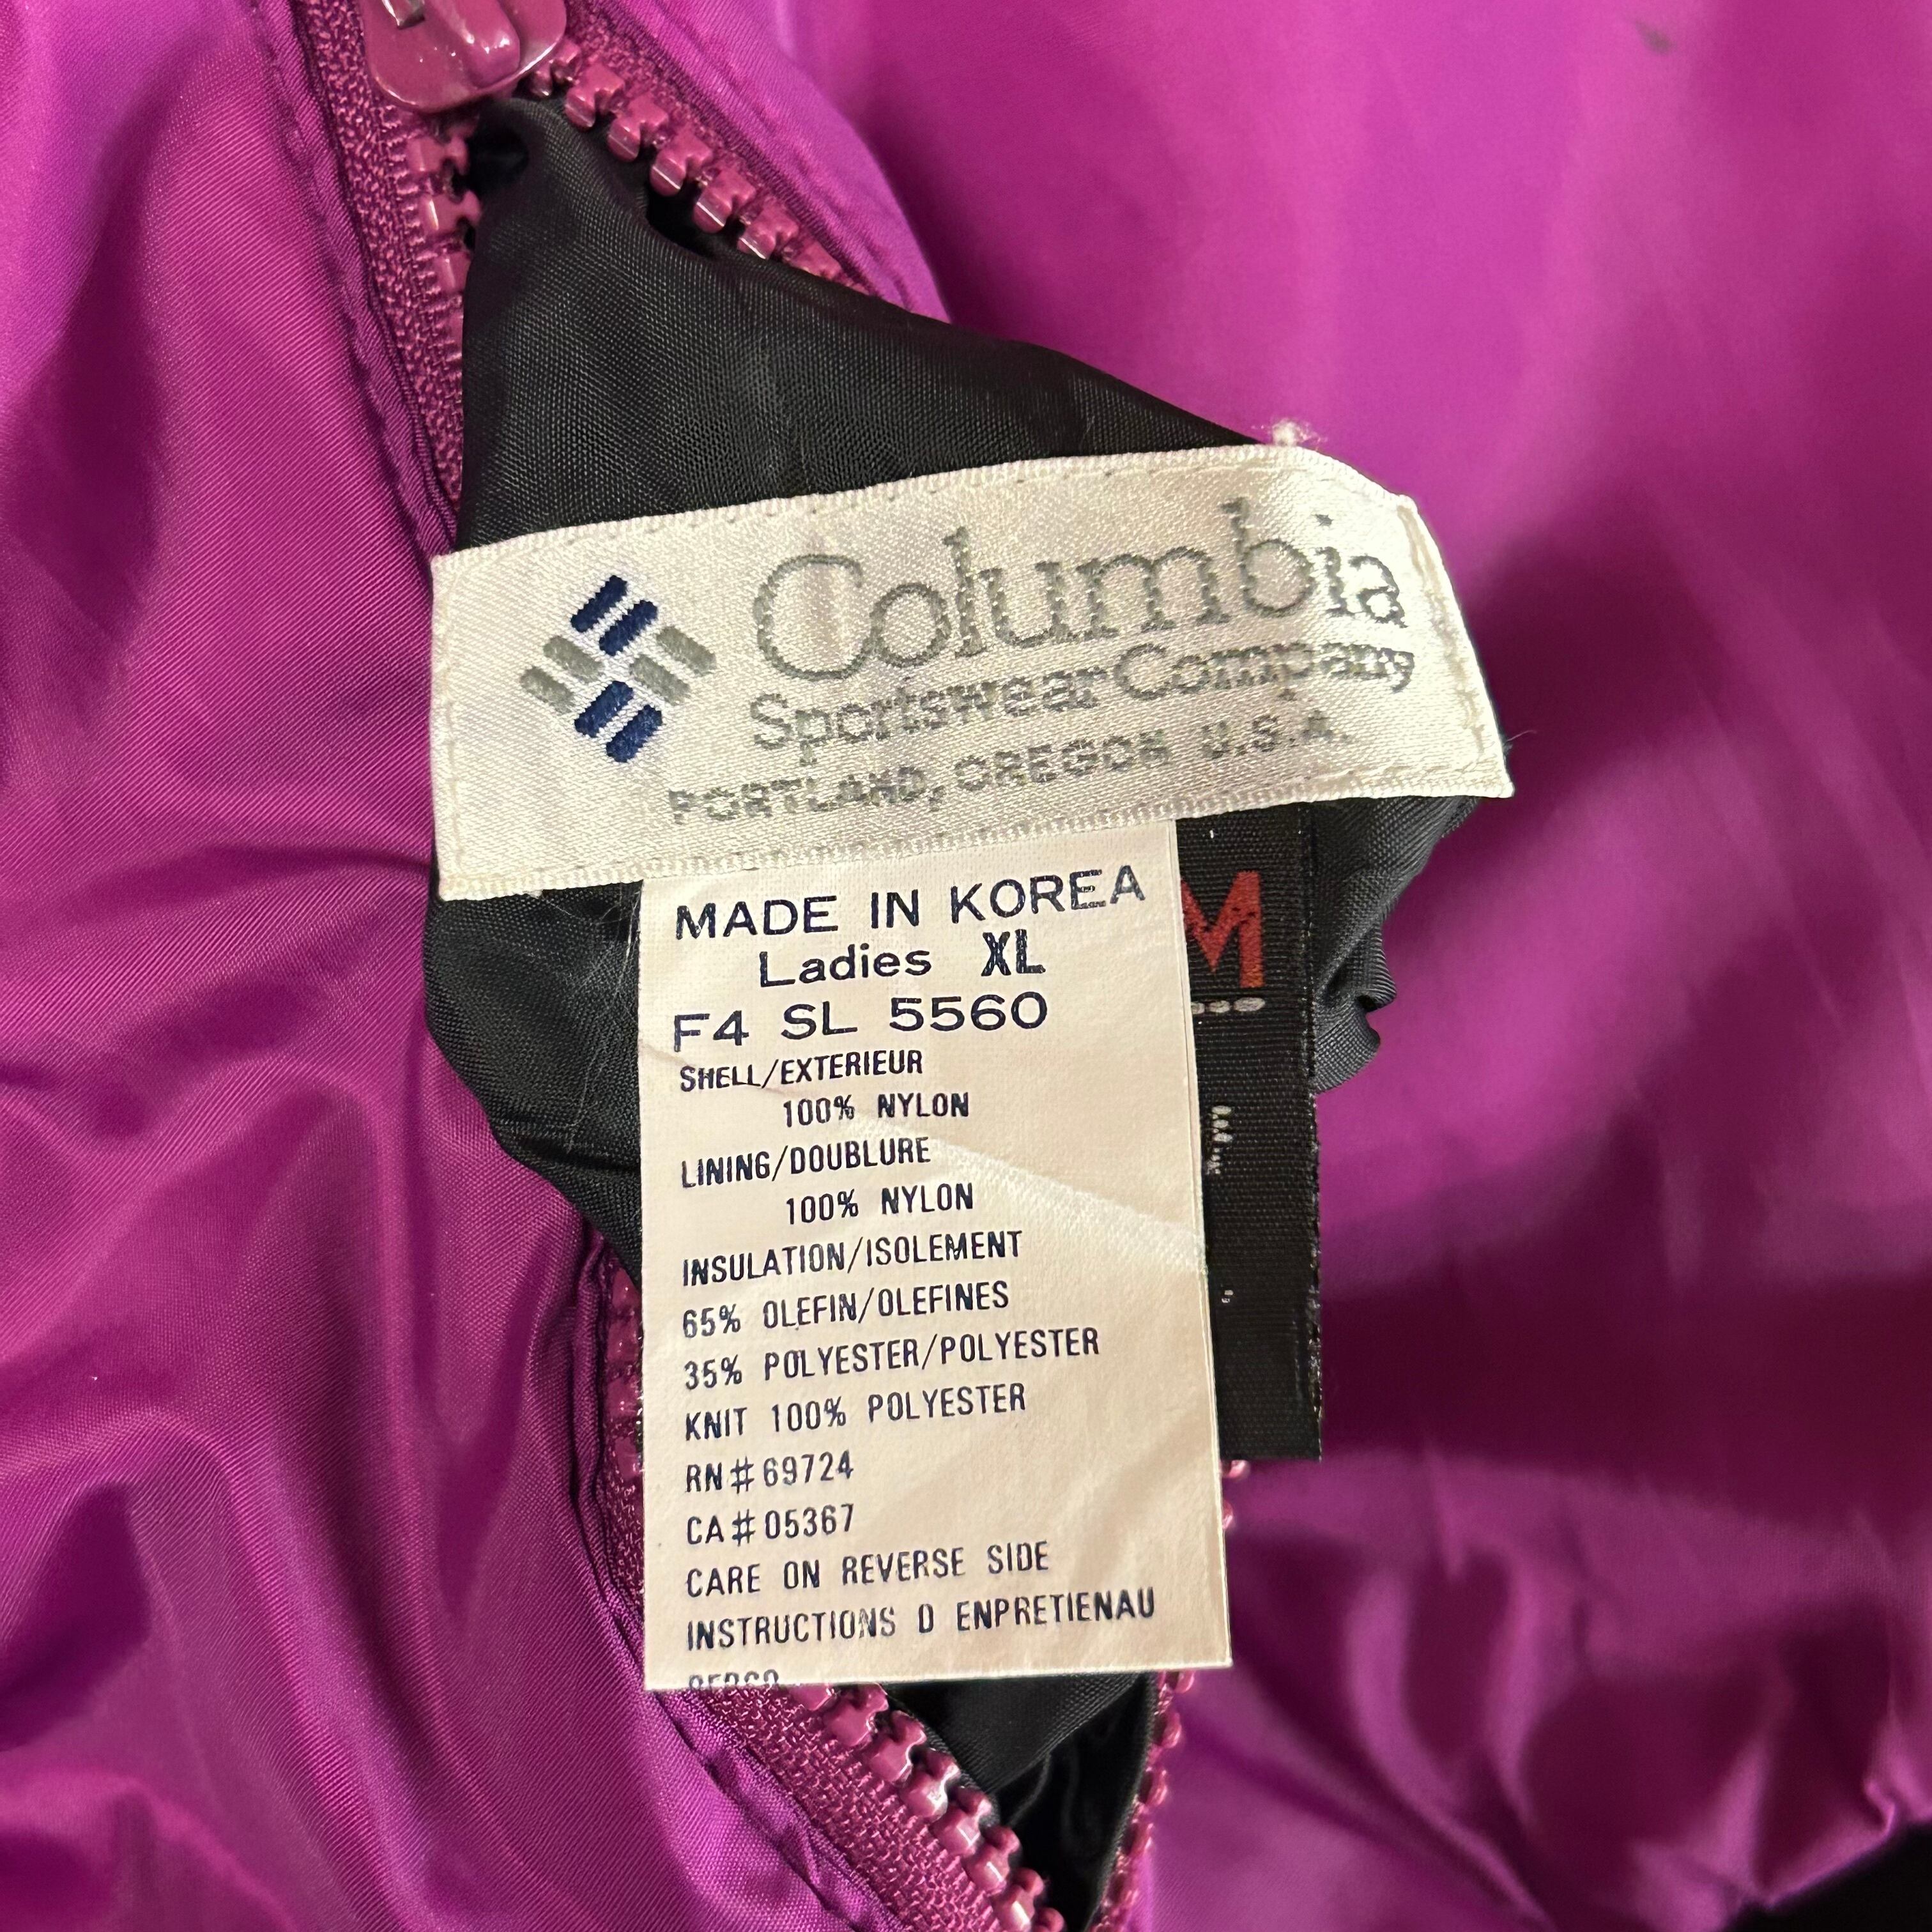 Columbia
Sportswear Company
PORTLAND, OREGON U.S.A.
MADE IN KOREA
Ladies XL
F4 SL 5560
SHELL/EXTERIEUR
100% NYLON
LINING/DOUBLURE
100% NYLON
INSULATION/ISOLEMENT
65% OLEFIN/OLEFINES
35% POLYESTER/POLYESTER
KNIT 100% POLYESTER
RN#69724
CA#05367
CARE ON REVERSE SIDE
INSTRUCTIONS D ENPRETIENAU
M